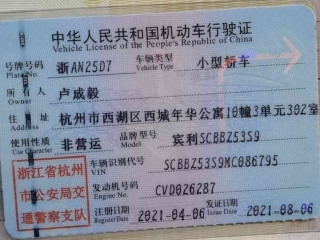 中华人民共和国机动车行驶证
Vehicle License of the People's Republic of China
号牌号码 浙AN25D7 车辆类型 小型轿车
Plate No. Vehicle Type
所有人 卢成毅
Owner
住址 杭州市西湖区西城年华公寓10幢3单元302室
Address
使用性质 非营运 品牌型号 宾利SCBBZ53S9
Use Character Model
浙江省杭州市公安局交通警察支队
车辆识别代号 SCBBZ53S9MC086795
VIN
发动机号码 CVD026287
Engine No.
注册日期 2021-04-06 发证日期 2021-08-06
Register Date Issue Date